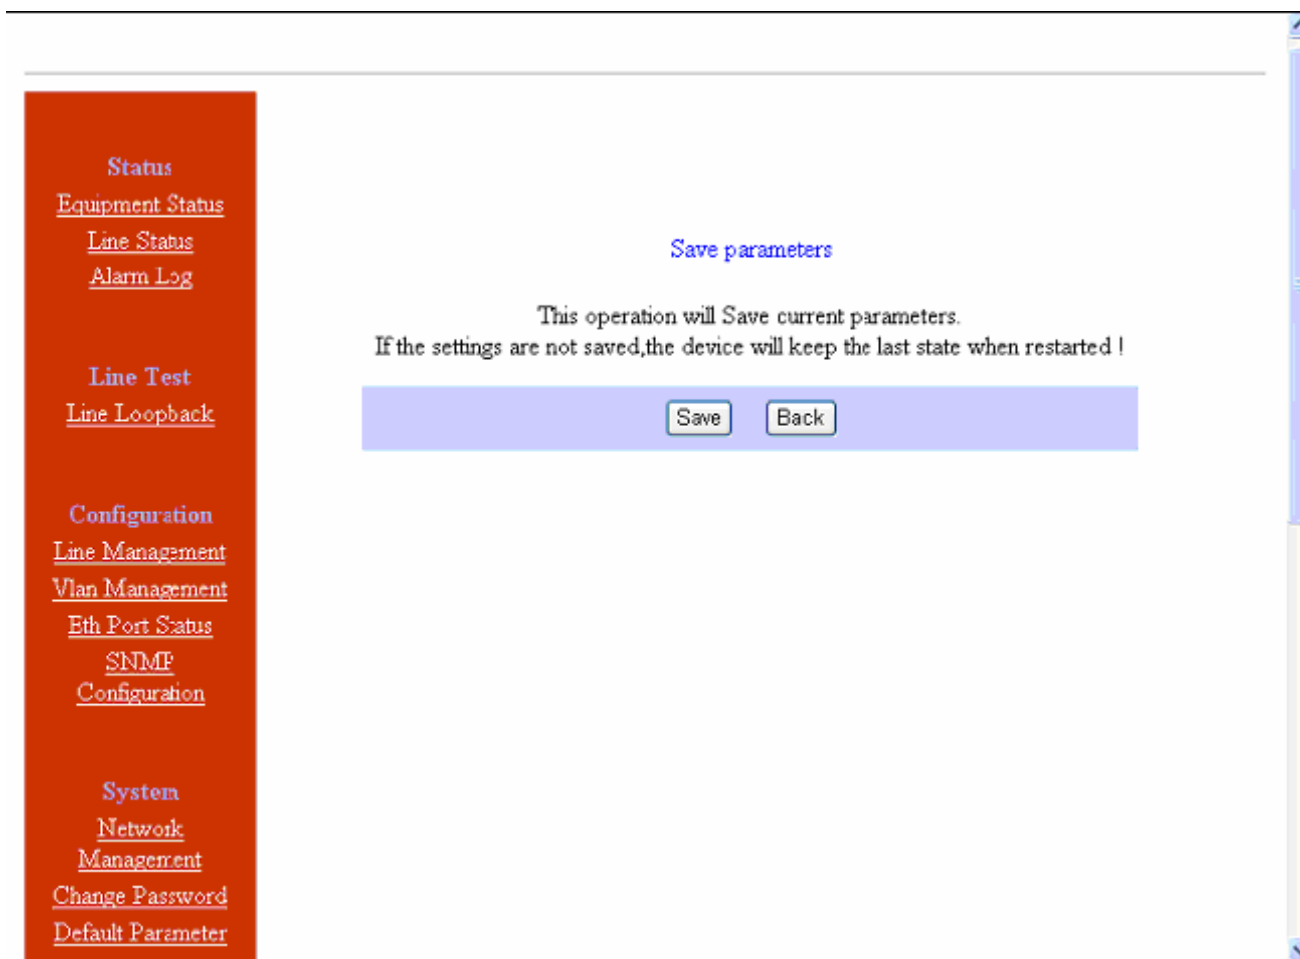 Status
Equipment Status
Line Status
Alarm Log
Line Test
Line Loopback
Configuration
Line Management
Vlan Management
Eth Port Status
SNMP
Configuration
System
Network
Management
Change Password
Default Parameter
Save parameters
This operation will Save current parameters.
If the settings are not saved,the device will keep the last state when restarted !
Save Back